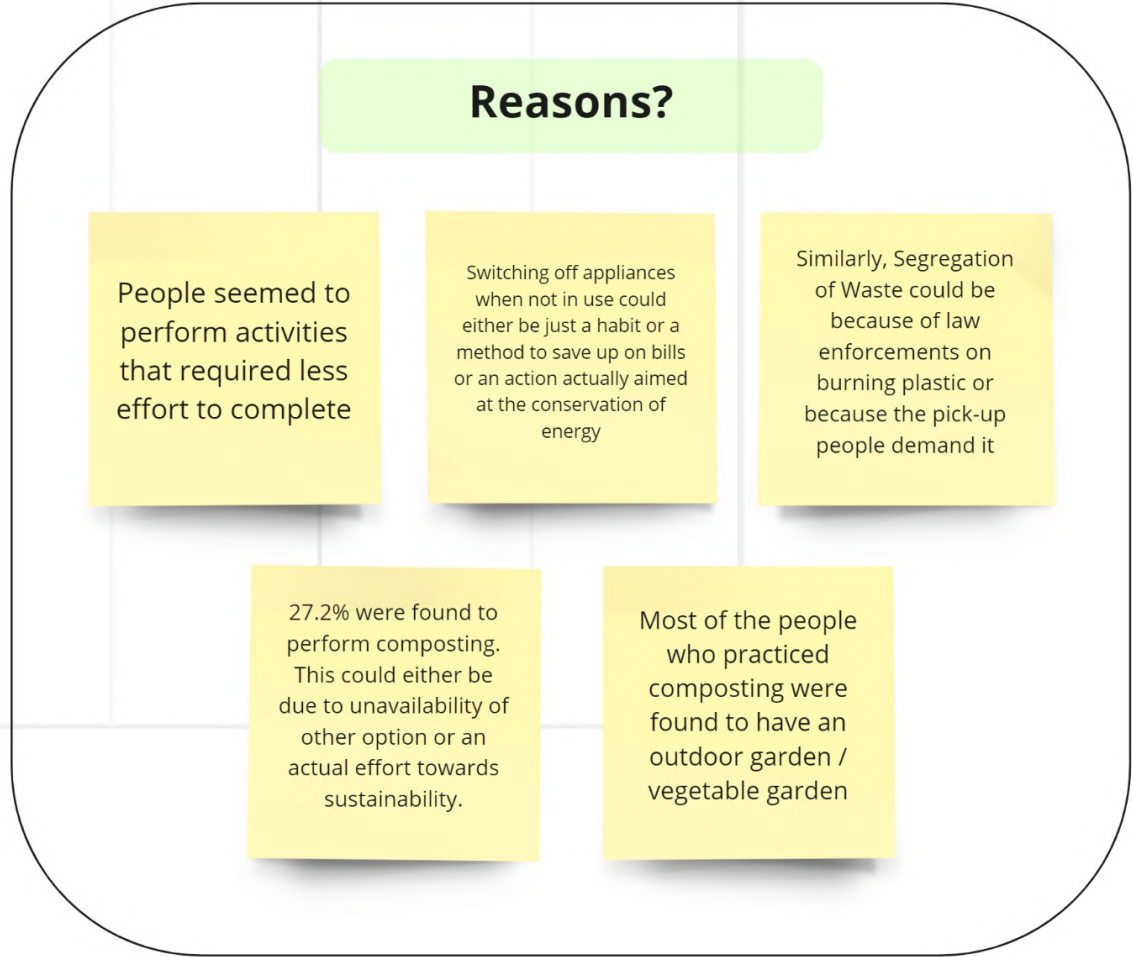 Reasons?
People seemed to
perform activities
that required less
effort to complete
Switching off appliances
when not in use could
either be just a habit or a
method to save up on bills
or an action actually aimed
at the conservation of
energy
Similarly, Segregation
of Waste could be
because of law
enforcements on
burning plastic or
because the pick-up
people demand it
27.2% were found to
perform composting.
This could either be
due to unavailability of
other option or an
actual effort towards
sustainability.
Most of the people
who practiced
composting were
found to have an
outdoor garden /
vegetable garden